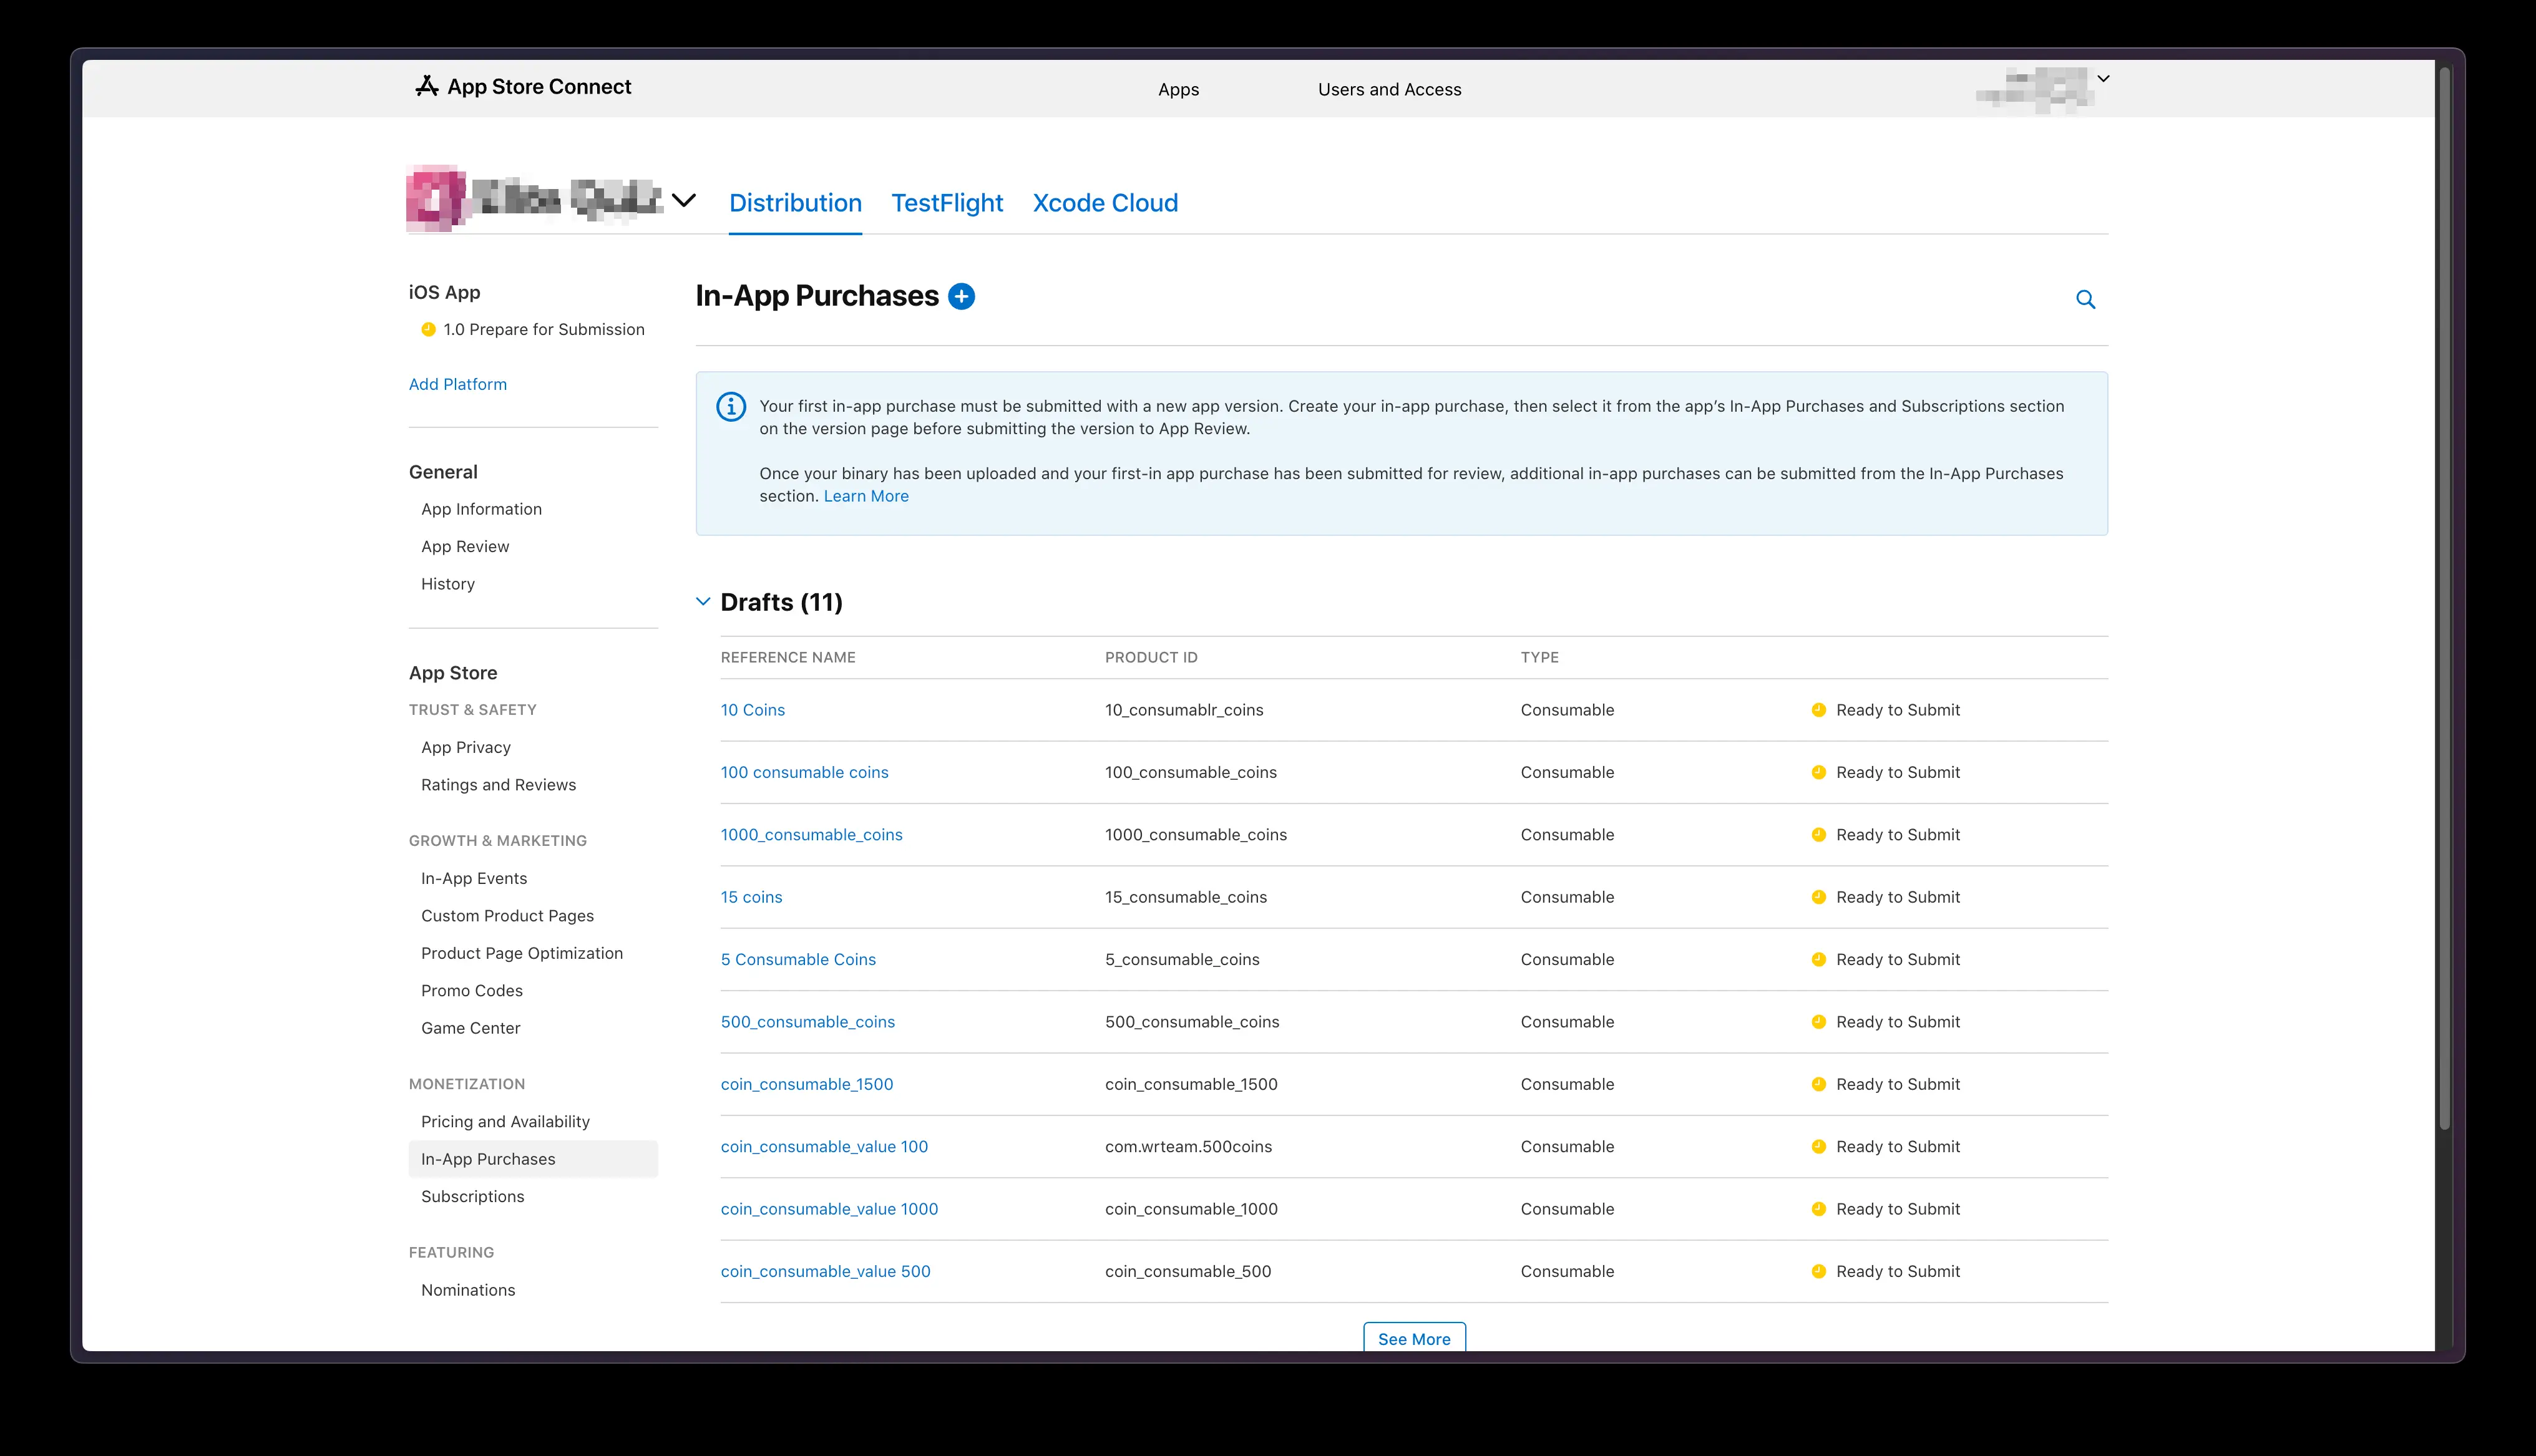 App Store Connect
Apps
Users and Access
Distribution
TestFlight
Xcode Cloud
iOS App
1.0 Prepare for Submission
Add Platform
General
App Information
App Review
History
App Store
TRUST & SAFETY
App Privacy
Ratings and Reviews
GROWTH & MARKETING
In-App Events
Custom Product Pages
Product Page Optimization
Promo Codes
Game Center
MONETIZATION
Pricing and Availability
In-App Purchases
Subscriptions
FEATURING
Nominations
In-App Purchases
Your first in-app purchase must be submitted with a new app version. Create your in-app purchase, then select it from the app’s In-App Purchases and Subscriptions section
on the version page before submitting the version to App Review.
Once your binary has been uploaded and your first-in app purchase has been submitted for review, additional in-app purchases can be submitted from the In-App Purchases
section. Learn More
Drafts (11)
REFERENCE NAME PRODUCT ID TYPE
10 Coins 10_consumablr_coins Consumable Ready to Submit
100 consumable coins 100_consumable_coins Consumable Ready to Submit
1000_consumable_coins 1000_consumable_coins Consumable Ready to Submit
15 coins 15_consumable_coins Consumable Ready to Submit
5 Consumable Coins 5_consumable_coins Consumable Ready to Submit
500_consumable_coins 500_consumable_coins Consumable Ready to Submit
coin_consumable_1500 coin_consumable_1500 Consumable Ready to Submit
coin_consumable_value 100 com.wrteam.500coins Consumable Ready to Submit
coin_consumable_value 1000 coin_consumable_1000 Consumable Ready to Submit
coin_consumable_value 500 coin_consumable_500 Consumable Ready to Submit
See More